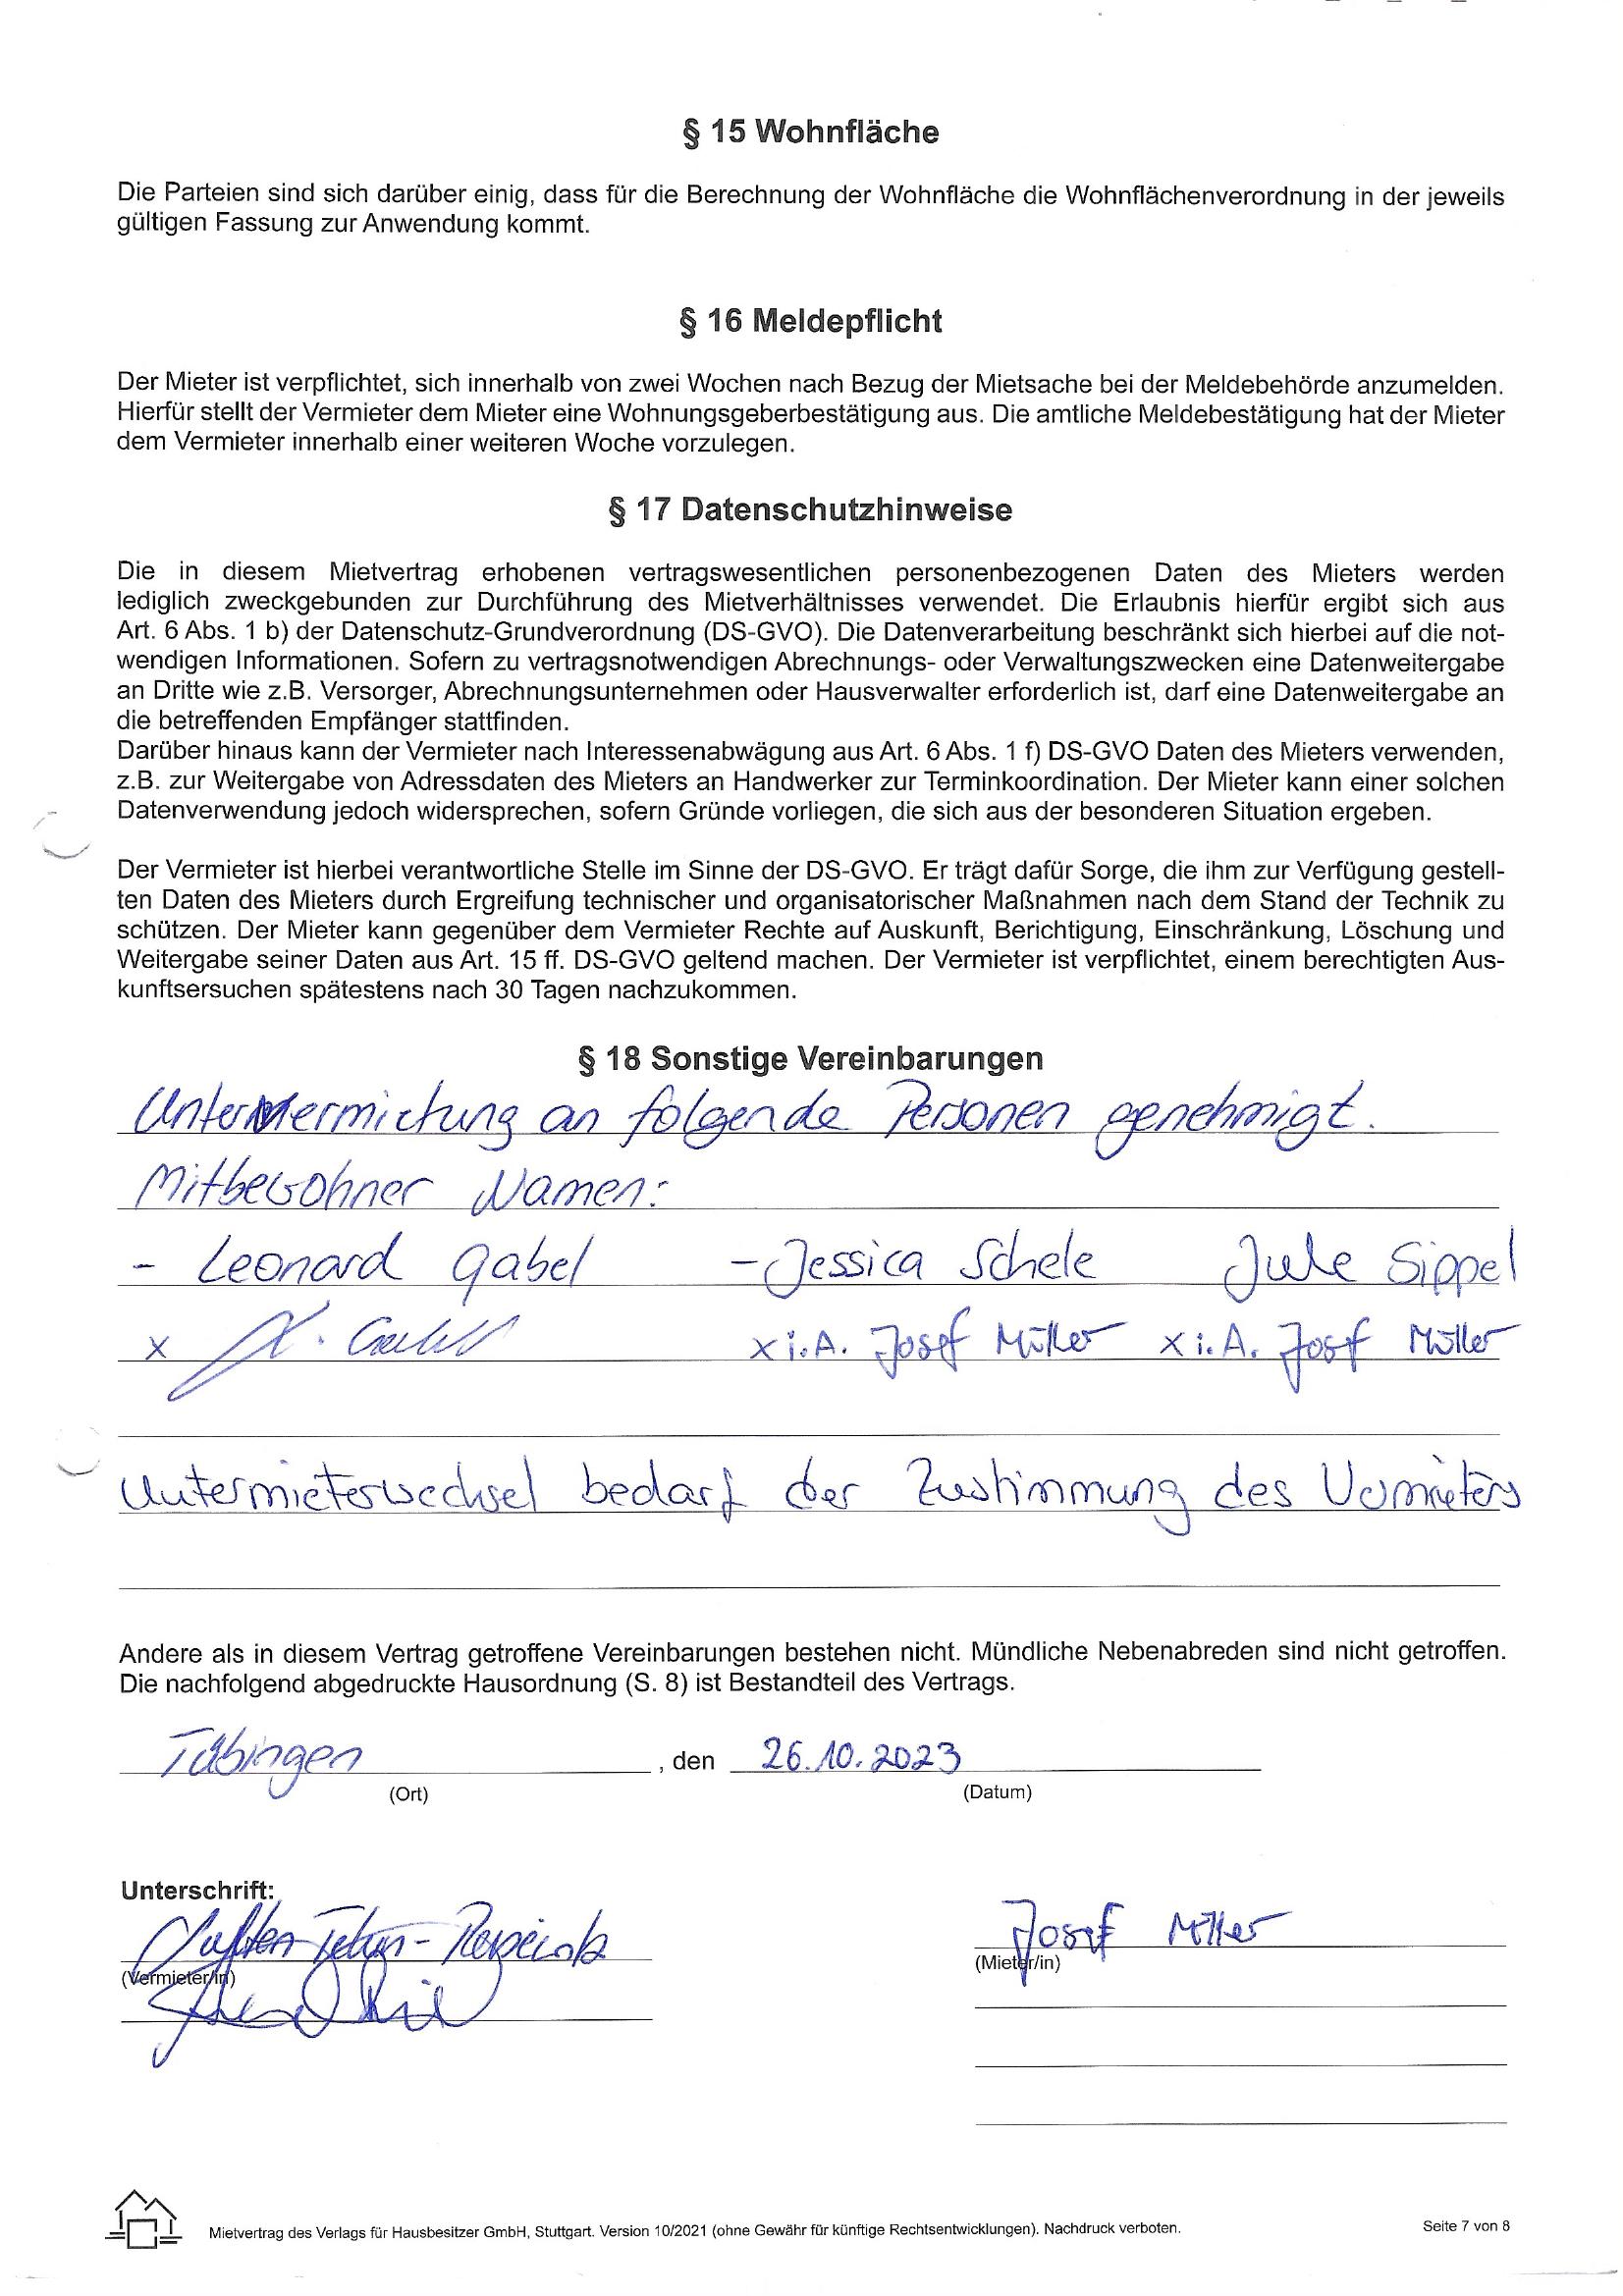 § 15 Wohnfläche
Die Parteien sind sich darüber einig, dass für die Berechnung der Wohnfläche die Wohnflächenverordnung in der jeweils
gültigen Fassung zur Anwendung kommt.
§ 16 Meldepflicht
Der Mieter ist verpflichtet, sich innerhalb von zwei Wochen nach Bezug der Mietsache bei der Meldebehörde anzumelden.
Hierfür stellt der Vermieter dem Mieter eine Wohnungsgeberbestätigung aus. Die amtliche Meldebestätigung hat der Mieter
dem Vermieter innerhalb einer weiteren Woche vorzulegen.
§ 17 Datenschutzhinweise
Die in diesem Mietvertrag erhobenen vertragswesentlichen personenbezogenen Daten des Mieters werden
lediglich zweckgebunden zur Durchführung des Mietverhältnisses verwendet. Die Erlaubnis hierfür ergibt sich aus
Art. 6 Abs. 1 b) der Datenschutz-Grundverordnung (DS-GVO). Die Datenverarbeitung beschränkt sich hierbei auf die not-
wendigen Informationen. Sofern zu vertragsnotwendigen Abrechnungs- oder Verwaltungszwecken eine Datenweitergabe
an Dritte wie z.B. Versorger, Abrechnungsunternehmen oder Hausverwalter erforderlich ist, darf eine Datenweitergabe an
die betreffenden Empfänger stattfinden.
Darüber hinaus kann der Vermieter nach Interessenabwägung aus Art. 6 Abs. 1 f) DS-GVO Daten des Mieters verwenden,
z.B. zur Weitergabe von Adressdaten des Mieters an Handwerker zur Terminkoordination. Der Mieter kann einer solchen
Datenverwendung jedoch widersprechen, sofern Gründe vorliegen, die sich aus der besonderen Situation ergeben.
Der Vermieter ist hierbei verantwortliche Stelle im Sinne der DS-GVO. Er trägt dafür Sorge, die ihm zur Verfügung gestell-
ten Daten des Mieters durch Ergreifung technischer und organisatorischer Maßnahmen nach dem Stand der Technik zu
schützen. Der Mieter kann gegenüber dem Vermieter Rechte auf Auskunft, Berichtigung, Einschränkung, Löschung und
Weitergabe seiner Daten aus Art. 15 ff. DS-GVO geltend machen. Der Vermieter ist verpflichtet, einem berechtigten Aus-
kunftsersuchen spätestens nach 30 Tagen nachzukommen.
§ 18 Sonstige Vereinbarungen
Untervermietung an folgende Personen genehmigt.
Mitbewohner Namen:
- Leonard Gabel - Jessica Schele Jule Sippel
x x i.A. Josef Müller x i.A. Josef Müller
Untermieterwechsel bedarf der Zustimmung des Vermieters
Andere als in diesem Vertrag getroffene Vereinbarungen bestehen nicht. Mündliche Nebenabreden sind nicht getroffen.
Die nachfolgend abgedruckte Hausordnung (S. 8) ist Bestandteil des Vertrags.
Tübingen , den 26.10.2023
(Ort) (Datum)
Unterschrift:
Josef Müller
(Vermieter/in) (Mieter/in)
Mietvertrag des Verlags für Hausbesitzer GmbH, Stuttgart. Version 10/2021 (ohne Gewähr für künftige Rechtsentwicklungen). Nachdruck verboten. Seite 7 von 8